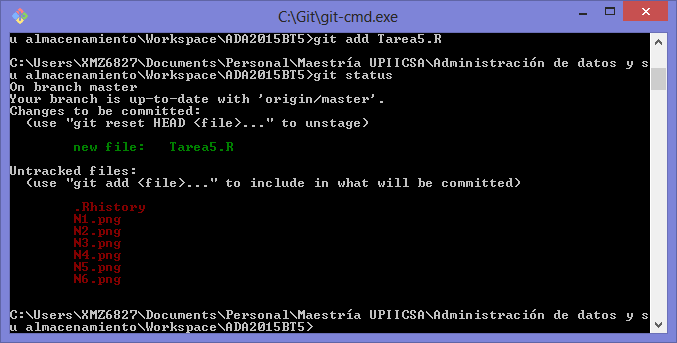 C:\Git\git-cmd.exe
u almacenamiento\Workspace\ADA2015BT5>git add Tarea5.R
C:\Users\XMZ6827\Documents\Personal\Maestría UPIICSA\Administración de datos y s
u almacenamiento\Workspace\ADA2015BT5>git status
On branch master
Your branch is up-to-date with 'origin/master'.
Changes to be committed:
  (use "git reset HEAD <file>..." to unstage)
        new file:   Tarea5.R
Untracked files:
  (use "git add <file>..." to include in what will be committed)
        .Rhistory
        N1.png
        N2.png
        N3.png
        N4.png
        N5.png
        N6.png
C:\Users\XMZ6827\Documents\Personal\Maestría UPIICSA\Administración de datos y s
u almacenamiento\Workspace\ADA2015BT5>